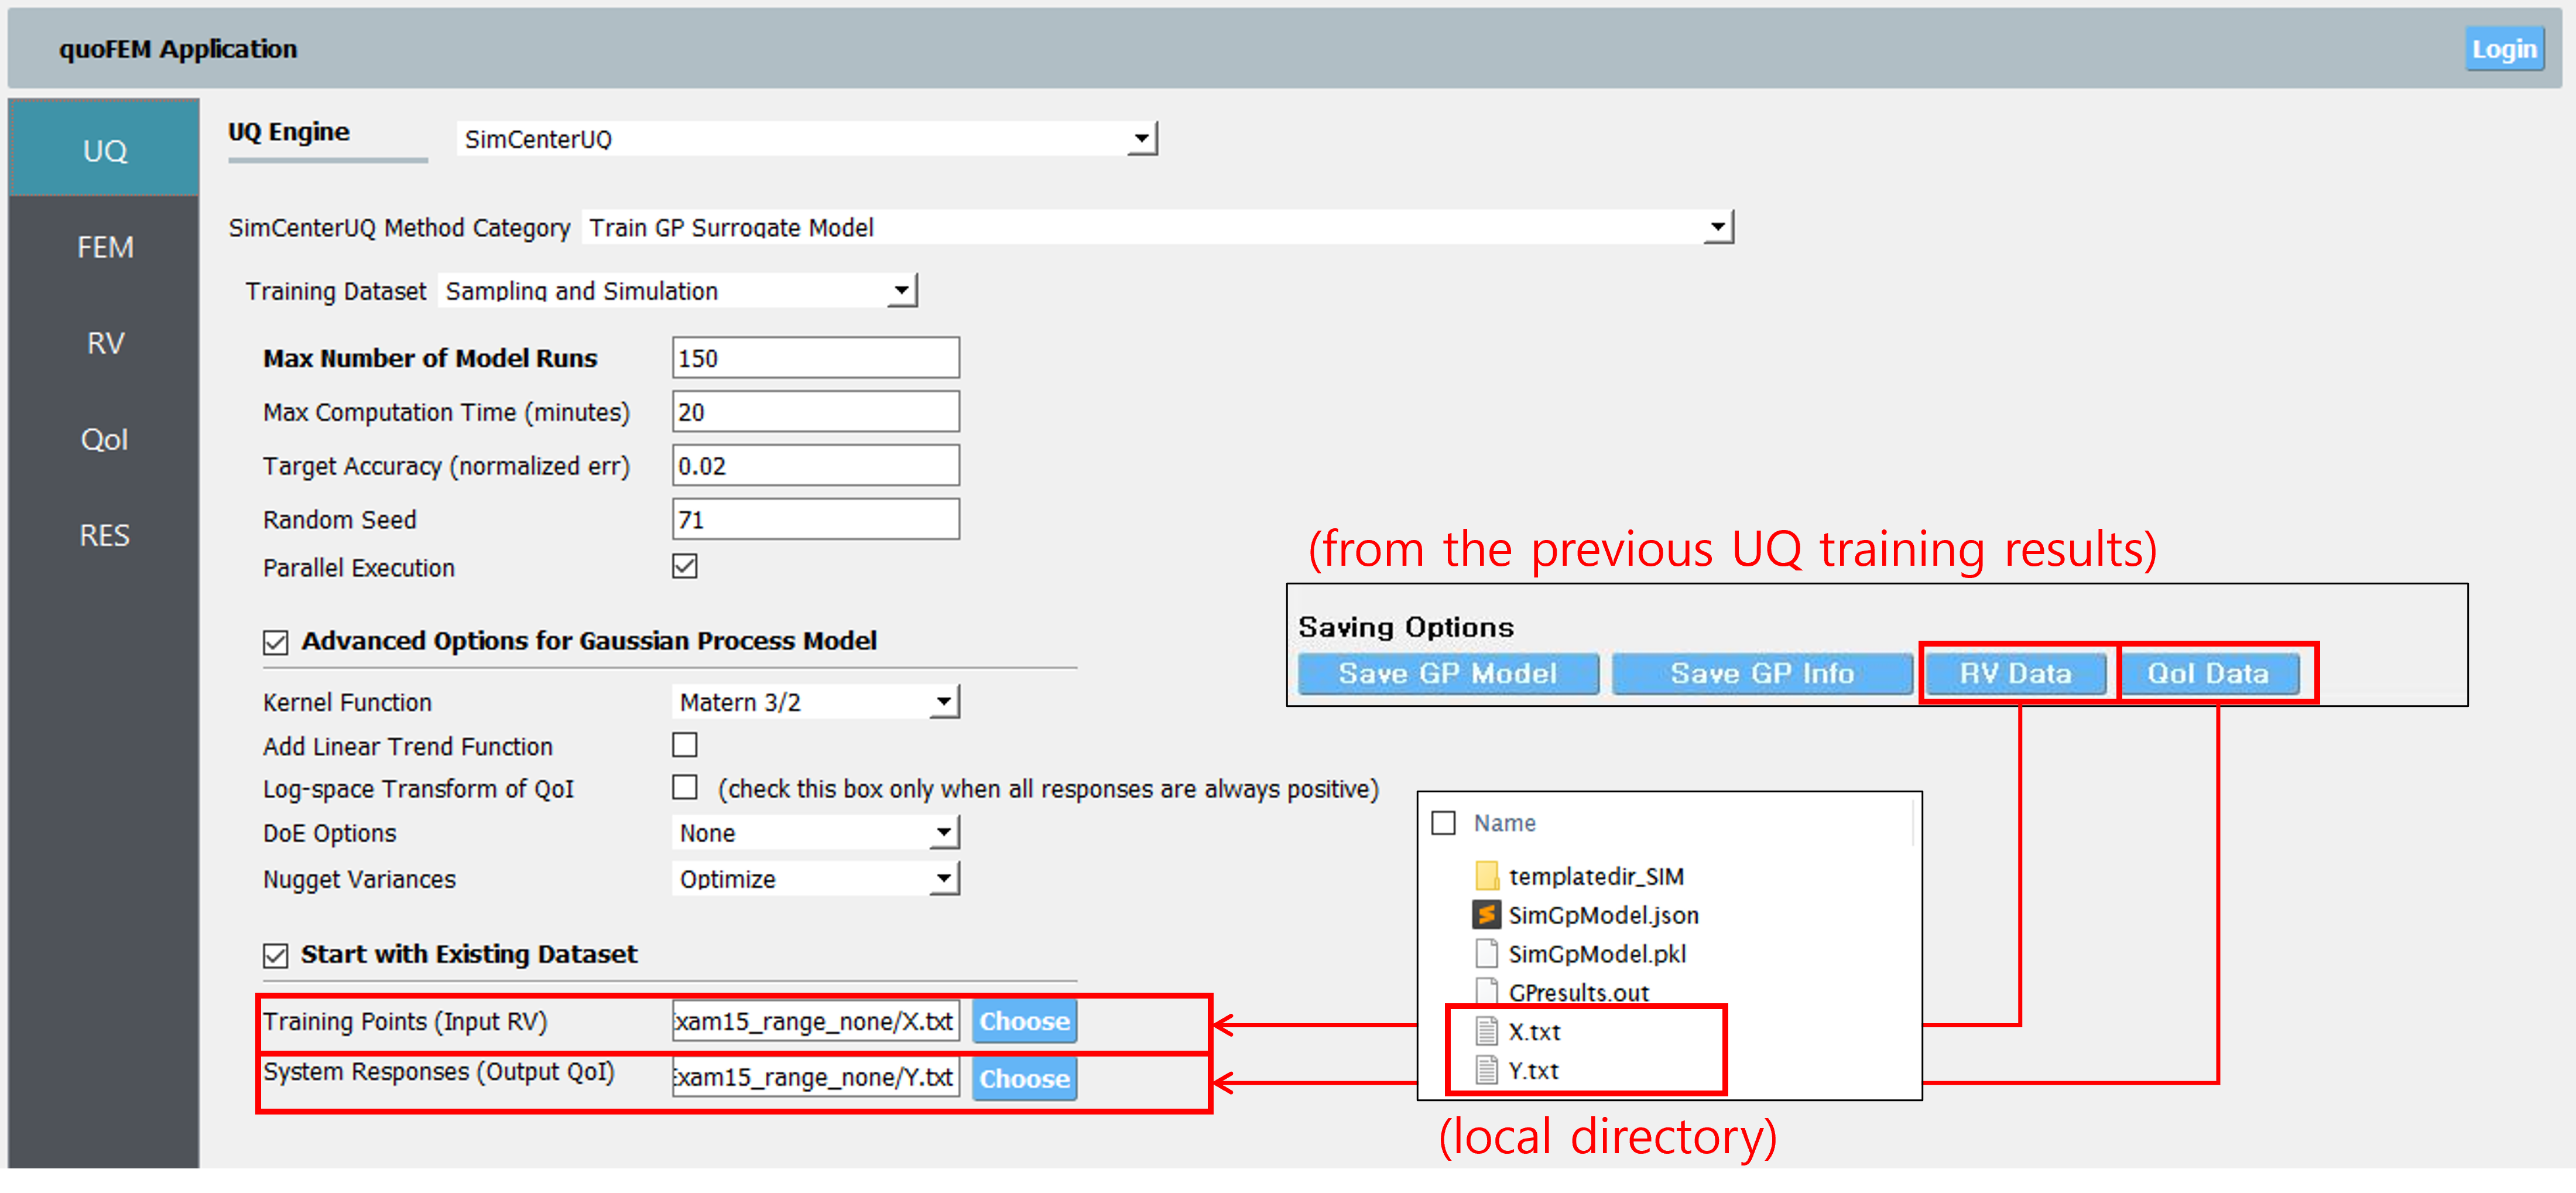 quoFEM Application
Login
UQ
FEM
RV
QoI
RES
UQ Engine
SimCenterUQ
SimCenterUQ Method Category
Train GP Surrogate Model
Training Dataset
Sampling and Simulation
Max Number of Model Runs
150
Max Computation Time (minutes)
20
Target Accuracy (normalized err)
0.02
Random Seed
71
Parallel Execution
Advanced Options for Gaussian Process Model
Kernel Function
Matern 3/2
Add Linear Trend Function
Log-space Transform of QoI
(check this box only when all responses are always positive)
DoE Options
None
Nugget Variances
Optimize
Start with Existing Dataset
Training Points (Input RV)
xam15_range_none/X.txt
Choose
System Responses (Output QoI)
xam15_range_none/Y.txt
Choose
(from the previous UQ training results)
Saving Options
Save GP Model
Save GP Info
RV Data
QoI Data
Name
templatedir_SIM
SimGpModel.json
SimGpModel.pkl
GPresults.out
X.txt
Y.txt
(local directory)